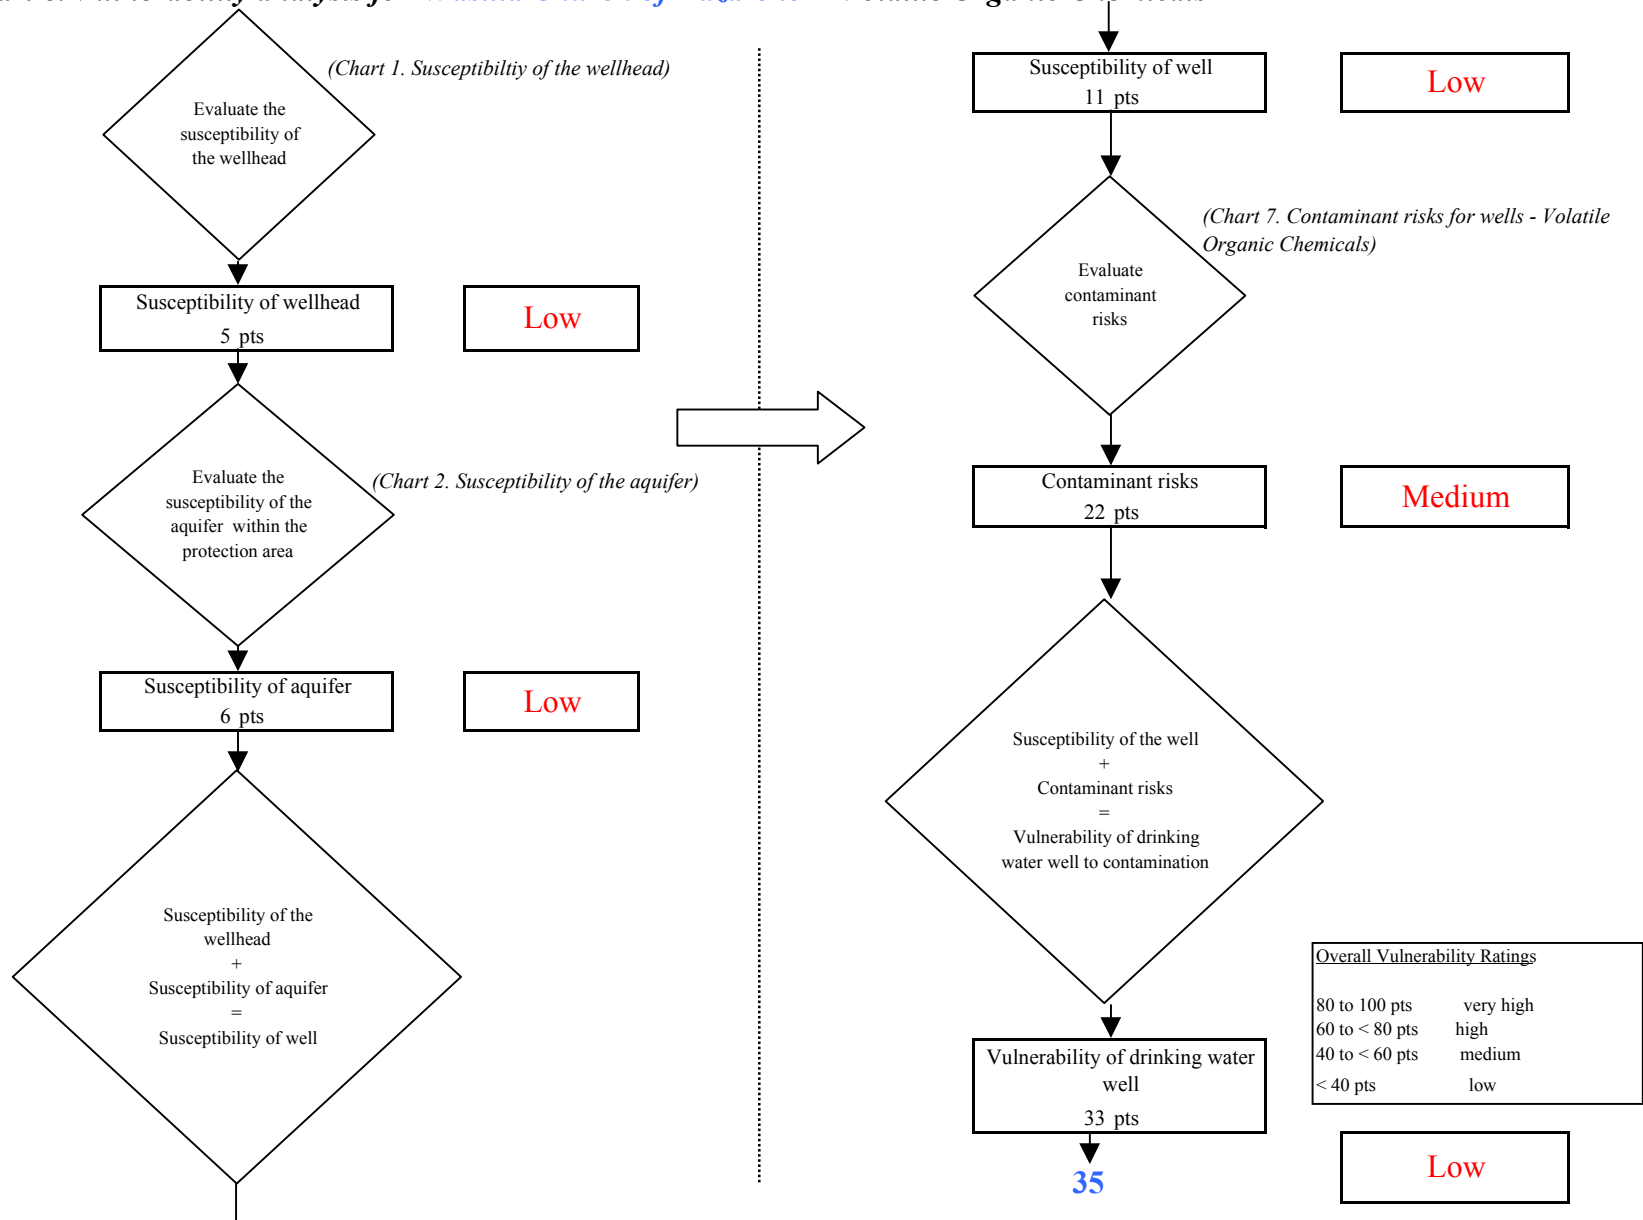 (Chart 1. Susceptibiltiy of the wellhead)
Evaluate the
susceptibility of
the wellhead
Susceptibility of wellhead
5 pts
Low
Evaluate the
susceptibility of the
aquifer within the
protection area
(Chart 2. Susceptibility of the aquifer)
Susceptibility of aquifer
6 pts
Low
Susceptibility of the
wellhead
+
Susceptibility of aquifer
=
Susceptibility of well
Susceptibility of well
11 pts
Low
(Chart 7. Contaminant risks for wells - Volatile
Organic Chemicals)
Evaluate
contaminant
risks
Contaminant risks
22 pts
Medium
Susceptibility of the well
+
Contaminant risks
=
Vulnerability of drinking
water well to contamination
Overall Vulnerability Ratings
80 to 100 pts very high
60 to < 80 pts high
40 to < 60 pts medium
< 40 pts low
Vulnerability of drinking water
well
33 pts
35
Low